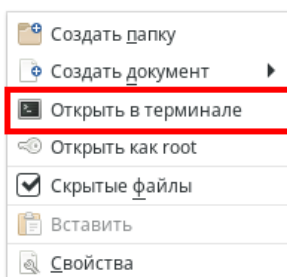 Создать папку
Создать документ
Открыть в терминале
Открыть как root
Скрытые файлы
Вставить
Свойства